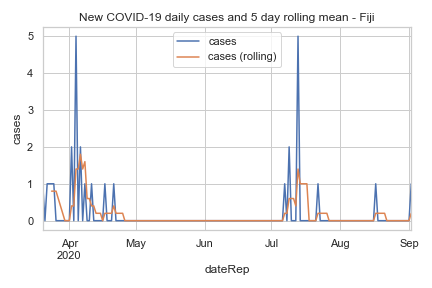 New COVID-19 daily cases and 5 day rolling mean - Fiji
cases
cases (rolling)
cases
5
4
3
2
1
0
Apr May Jun Jul Aug Sep
2020
dateRep